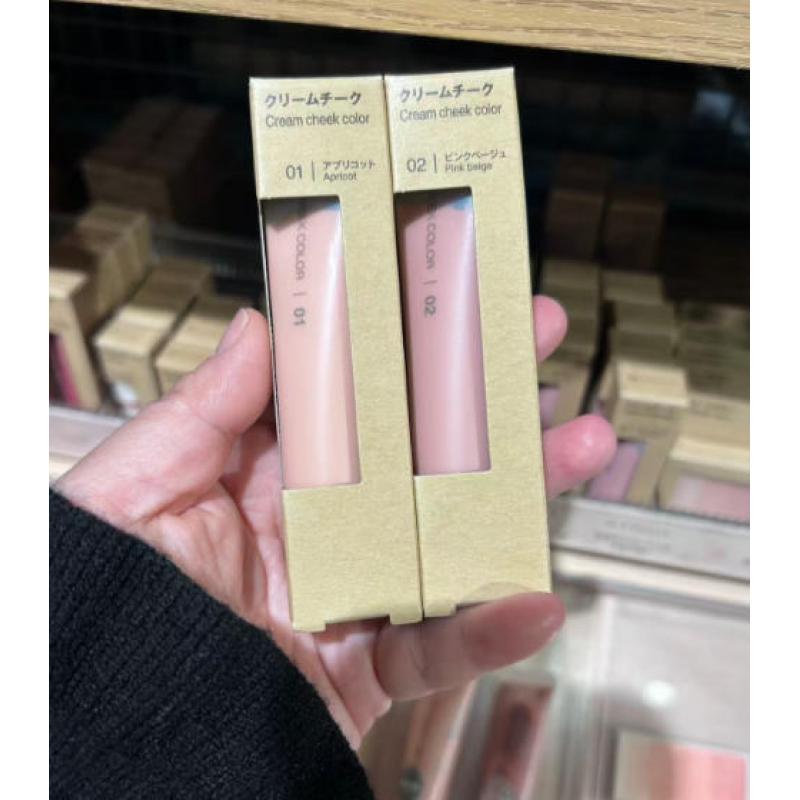 クリームチーク
Cream cheek color
01 | アプリコット
Apricot
K COLOR | 01
クリームチーク
Cream cheek color
02 | ピンクベージュ
Pink beige
K COLOR | 02